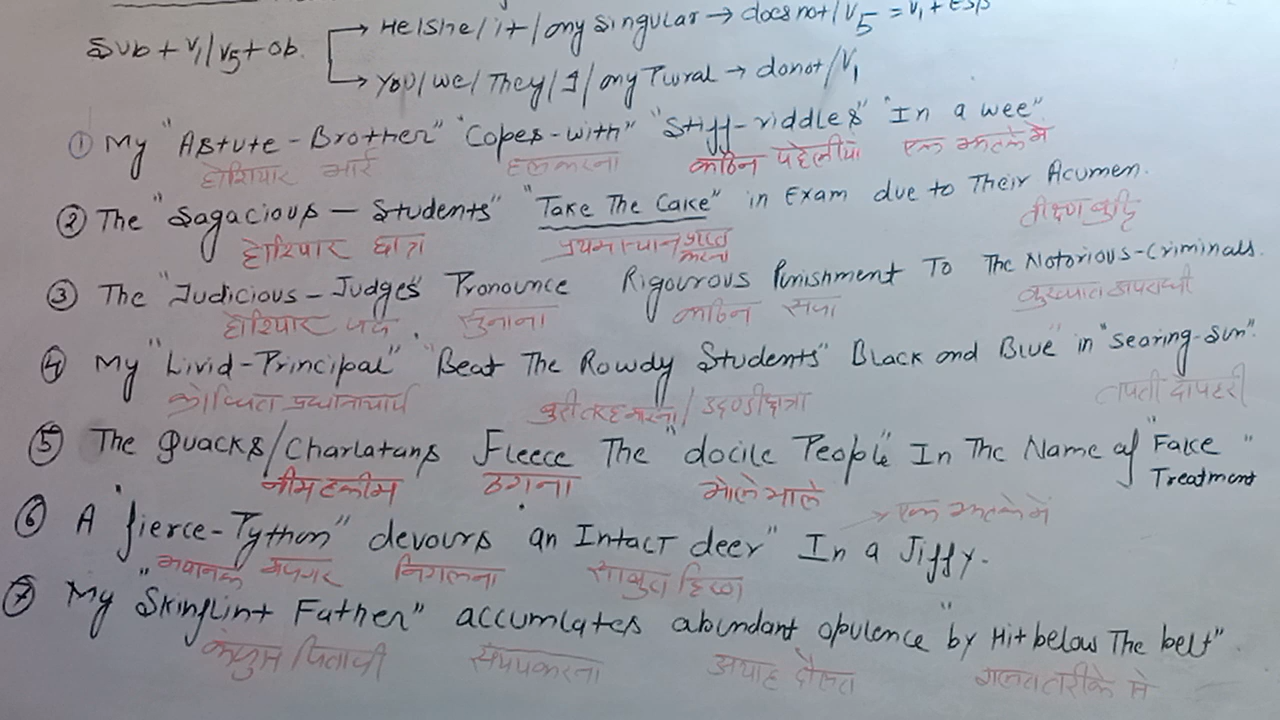 He/she/it/any singular → does not/V5 = V1 + es/s
Sub + V1/V5 + ob.
You/we/They/I/any Plural → donot/V1
① My "Astute-Brother" "Copes-with" "Stiff-riddles" "In a wee".
होशियार भाई हल करना कठिन पहेलीयां एक झटके में
② The "Sagacious - Students" "Take The Cake" in Exam due to Their Acumen.
होशियार छात्र प्रथम स्थान प्राप्त करना तीक्ष्ण बुद्धि
③ The "Judicious-Judges" Pronounce Rigourous Punishment To The Notorious-Criminals.
होशियार जज सुनाना कठिन सजा कुख्यात अपराधी
④ My "Livid-Principal" "Beat The Rowdy Students" Black and Blue" in "Searing-Sun".
क्रोधित प्रधानाचार्य बुरी तरह मारना / उदण्डी छात्रा तपती दोपहरी
⑤ The quacks/Charlatans Fleece The "docile People" In The Name of "Fake "
Treatment
नीम हकीम ठगना भोले भाले
⑥ A "fierce-Python" devours "an Intact deer" In a Jiffy.
→ एक झटके में
भयानक अजगर निगलना साबुत हिरण
⑦ My "Skinflint Father" accumlates abundant opulence "by Hit below The belt"
कंजूस पिताजी संचय करना अथाह दौलत गलत तरीके से